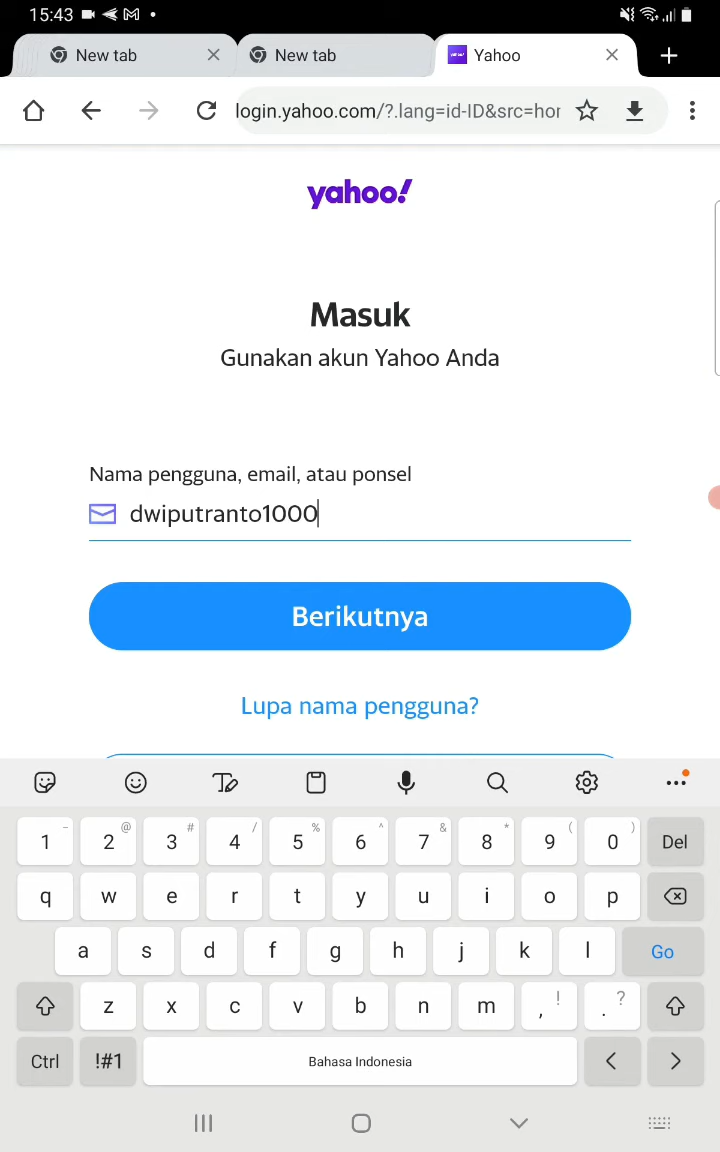 15:43
New tab
New tab
Yahoo
login.yahoo.com/?.lang=id-ID&src=hor
yahoo!
Masuk
Gunakan akun Yahoo Anda
Nama pengguna, email, atau ponsel
dwiputranto1000
Berikutnya
Lupa nama pengguna?
1 - 2 @ 3 # 4 / 5 % 6 ^ 7 & 8 * 9 ( 0 ) Del
q w e r t y u i o p
a s d f g h j k l Go
z x c v b n m , ! . ?
Ctrl !#1 Bahasa Indonesia < >